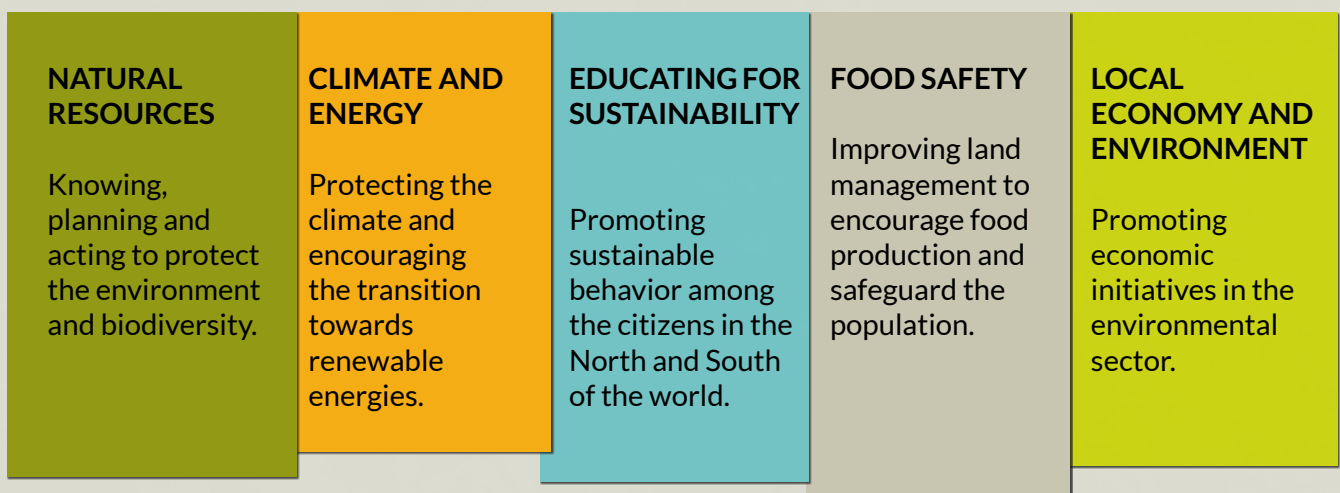 NATURAL
RESOURCES
Knowing,
planning and
acting to protect
the environment
and biodiversity.
CLIMATE AND
ENERGY
Protecting the
climate and
encouraging
the transition
towards
renewable
energies.
EDUCATING FOR
SUSTAINABILITY
Promoting
sustainable
behavior among
the citizens in the
North and South
of the world.
FOOD SAFETY
Improving land
management to
encourage food
production and
safeguard the
population.
LOCAL
ECONOMY AND
ENVIRONMENT
Promoting
economic
initiatives in the
environmental
sector.